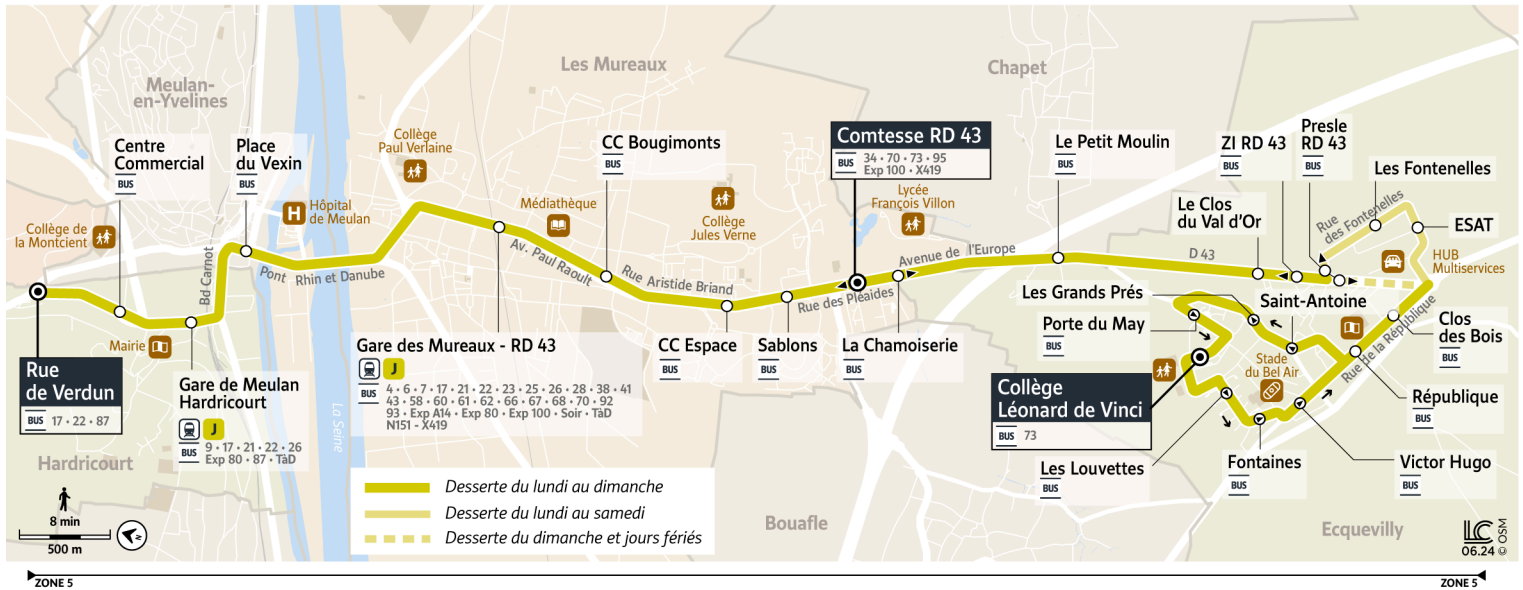 Meulan-
en-Yvelines
Les Mureaux
Chapet
Hardricourt
Bouafle
Ecquevilly
La Seine
Collège de
la Montcient
Centre
Commercial
BUS
Place
du Vexin
BUS
Hôpital
de Meulan
H
Collège
Paul Verlaine
Médiathèque
CC Bougimonts
BUS
Collège
Jules Verne
Comtesse RD 43
BUS
34 • 70 • 73 • 95
Exp 100 • X419
Lycée
François Villon
Le Petit Moulin
BUS
ZI RD 43
BUS
Presle
RD 43
BUS
Les Fontenelles
Le Clos
du Val d'Or
Rue
des Fontenelles
ESAT
HUB
Multiservices
Bd Carnot
Pont Rhin et Danube
Av. Paul Raoult
Rue Aristide Briand
Rue des Pléaides
Avenue de l'Europe
D 43
Rue de la République
Mairie
Rue
de Verdun
BUS
17 • 22 • 87
Gare de Meulan
Hardricourt
J
BUS
9 • 17 • 21 • 22 • 26
Exp 80 • 87 • TàD
Gare des Mureaux - RD 43
J
BUS
4 • 6 • 7 • 17 • 21 • 22 • 23 • 25 • 26 • 28 • 38 • 41
43 • 58 • 60 • 61 • 62 • 66 • 67 • 68 • 70 • 92
93 • Exp A14 • Exp 80 • Exp 100 • Soir • TàD
N151 - X419
CC Espace
BUS
Sablons
BUS
La Chamoiserie
BUS
Les Grands Prés
Porte du May
BUS
Saint-Antoine
Stade
du Bel Air
Clos
des Bois
BUS
Collège
Léonard de Vinci
BUS
73
République
BUS
Les Louvettes
BUS
Fontaines
BUS
Victor Hugo
BUS
Desserte du lundi au dimanche
Desserte du lundi au samedi
Desserte du dimanche et jours fériés
8 min
500 m
LC
06.24 © OSM
ZONE 5
ZONE 5